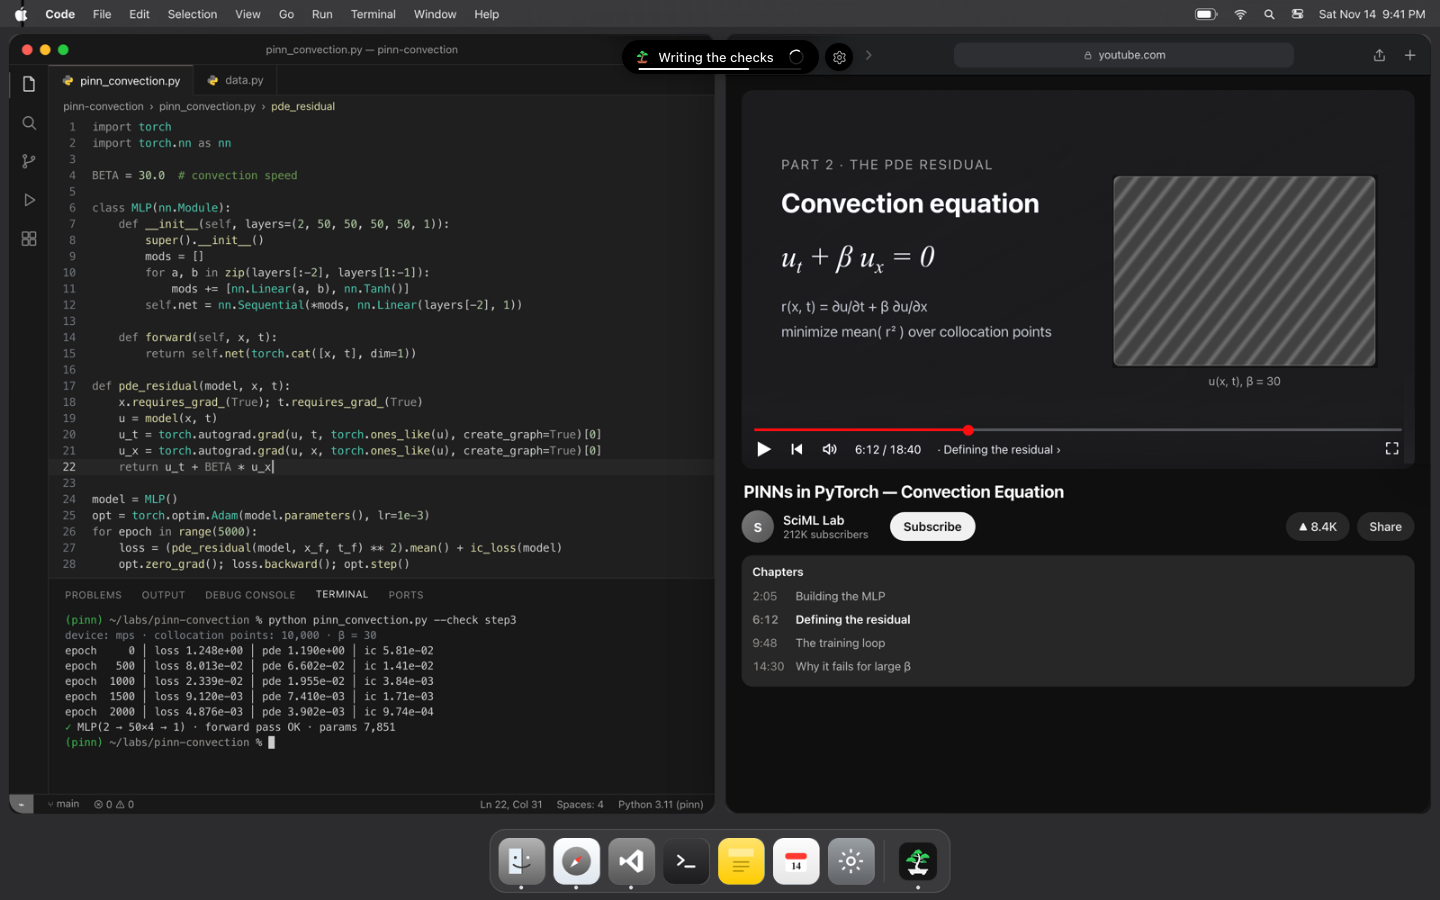 Code File Edit Selection View Go Run Terminal Window Help
Sat Nov 14 9:41 PM
pinn_convection.py — pinn-convection
Writing the checks
youtube.com
pinn_convection.py data.py
pinn-convection › pinn_convection.py › pde_residual
1 import torch
2 import torch.nn as nn
3
4 BETA = 30.0  # convection speed
5
6 class MLP(nn.Module):
7     def __init__(self, layers=(2, 50, 50, 50, 50, 1)):
8         super().__init__()
9         mods = []
10         for a, b in zip(layers[:-2], layers[1:-1]):
11             mods += [nn.Linear(a, b), nn.Tanh()]
12         self.net = nn.Sequential(*mods, nn.Linear(layers[-2], 1))
13
14     def forward(self, x, t):
15         return self.net(torch.cat([x, t], dim=1))
16
17 def pde_residual(model, x, t):
18     x.requires_grad_(True); t.requires_grad_(True)
19     u = model(x, t)
20     u_t = torch.autograd.grad(u, t, torch.ones_like(u), create_graph=True)[0]
21     u_x = torch.autograd.grad(u, x, torch.ones_like(u), create_graph=True)[0]
22     return u_t + BETA * u_x
23
24 model = MLP()
25 opt = torch.optim.Adam(model.parameters(), lr=1e-3)
26 for epoch in range(5000):
27     loss = (pde_residual(model, x_f, t_f) ** 2).mean() + ic_loss(model)
28     opt.zero_grad(); loss.backward(); opt.step()
PROBLEMS OUTPUT DEBUG CONSOLE TERMINAL PORTS
(pinn) ~/labs/pinn-convection % python pinn_convection.py --check step3
device: mps · collocation points: 10,000 · β = 30
epoch    0 | loss 1.248e+00 | pde 1.190e+00 | ic 5.81e-02
epoch  500 | loss 8.013e-02 | pde 6.602e-02 | ic 1.41e-02
epoch 1000 | loss 2.339e-02 | pde 1.955e-02 | ic 3.84e-03
epoch 1500 | loss 9.120e-03 | pde 7.410e-03 | ic 1.71e-03
epoch 2000 | loss 4.876e-03 | pde 3.902e-03 | ic 9.74e-04
✓ MLP(2 → 50×4 → 1) · forward pass OK · params 7,851
(pinn) ~/labs/pinn-convection %
main 0 0 Ln 22, Col 31 Spaces: 4 Python 3.11 (pinn)
PART 2 · THE PDE RESIDUAL
Convection equation
u_t + β u_x = 0
r(x, t) = ∂u/∂t + β ∂u/∂x
minimize mean( r² ) over collocation points
u(x, t), β = 30
6:12 / 18:40 · Defining the residual ›
PINNs in PyTorch — Convection Equation
S
SciML Lab
212K subscribers
Subscribe
▲ 8.4K
Share
Chapters
2:05 Building the MLP
6:12 Defining the residual
9:48 The training loop
14:30 Why it fails for large β
14